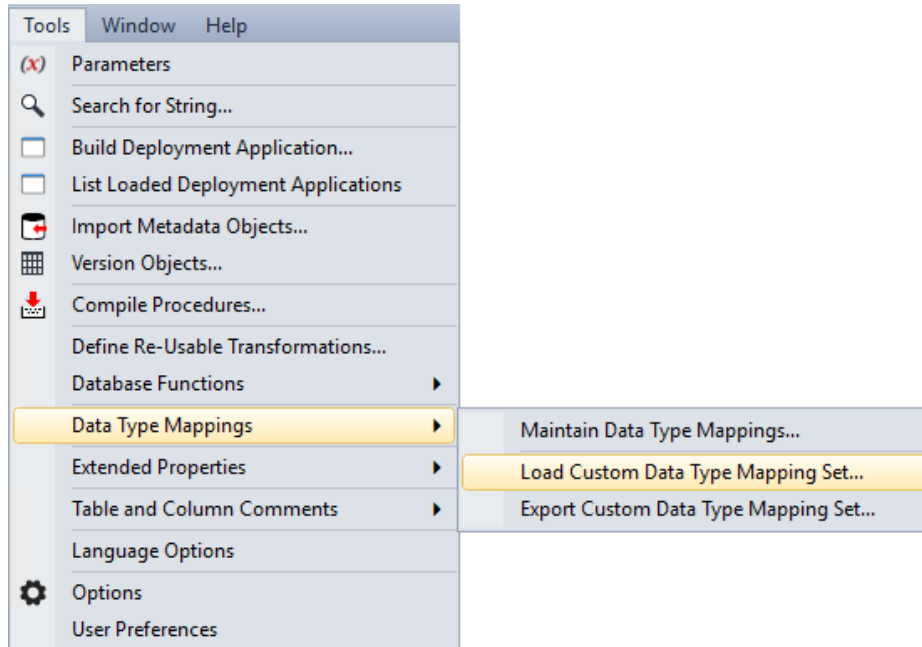 Tools Window Help
(x) Parameters
Search for String...
Build Deployment Application...
List Loaded Deployment Applications
Import Metadata Objects...
Version Objects...
Compile Procedures...
Define Re-Usable Transformations...
Database Functions
Data Type Mappings
Maintain Data Type Mappings...
Load Custom Data Type Mapping Set...
Export Custom Data Type Mapping Set...
Extended Properties
Table and Column Comments
Language Options
Options
User Preferences